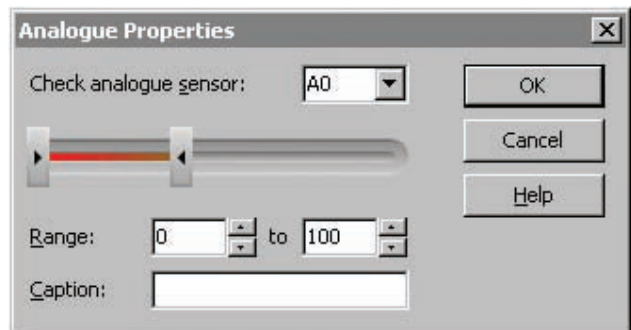 Analogue Properties
Check analogue sensor: A0
OK
Cancel
Help
Range: 0 to 100
Caption: